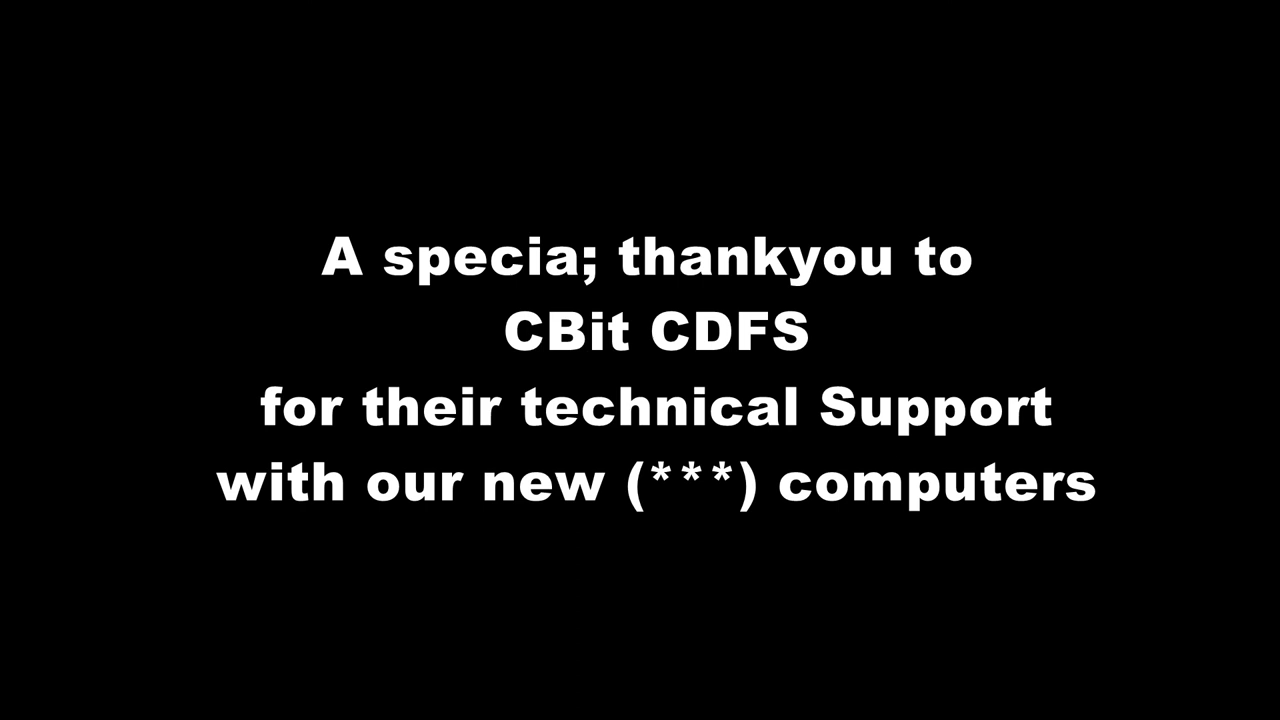 A specia; thankyou to
CBit CDFS
for their technical Support
with our new (***) computers